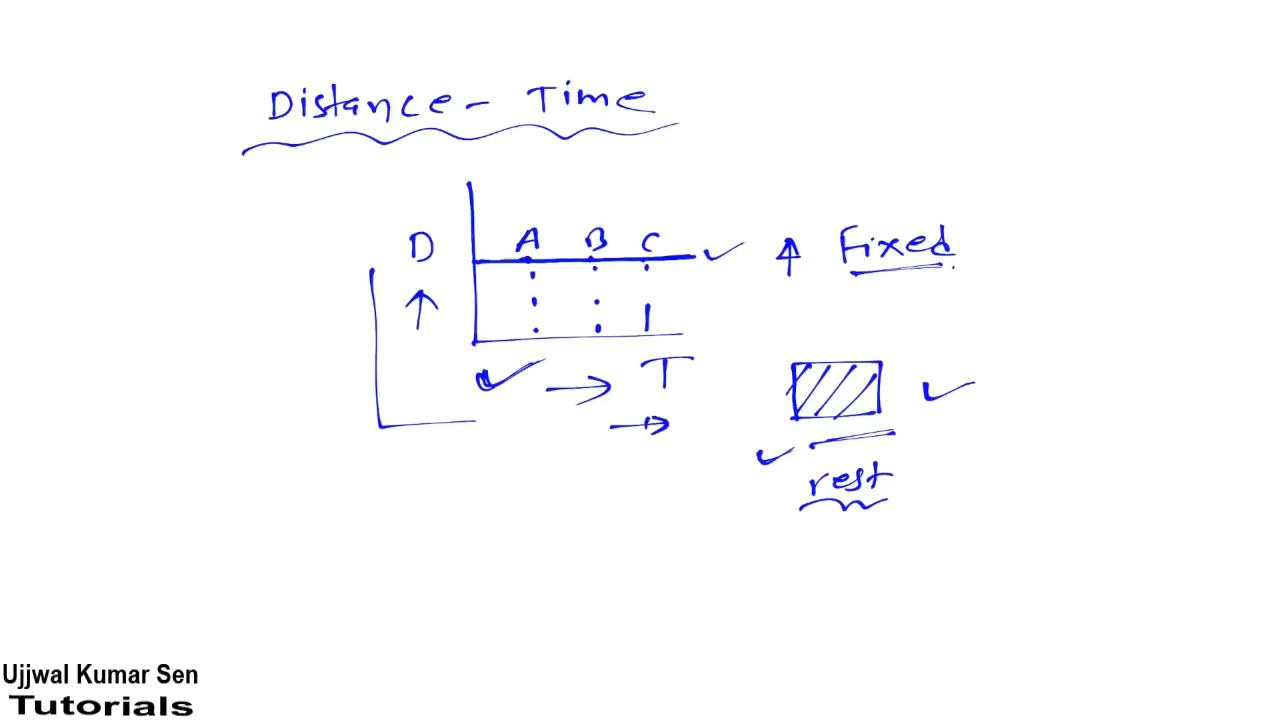 Distance - Time
D A B C Fixed
T
rest
Ujjwal Kumar Sen
Tutorials